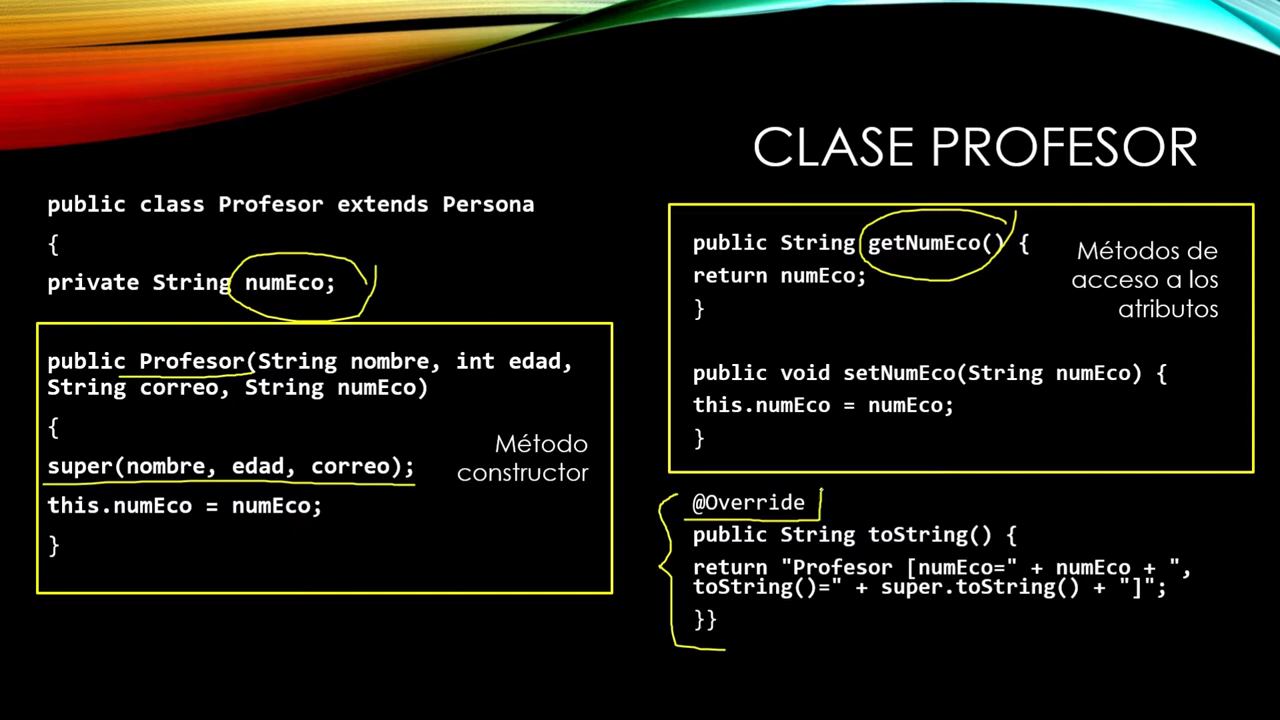 CLASE PROFESOR
public class Profesor extends Persona
{
private String numEco;
public Profesor(String nombre, int edad,
String correo, String numEco)
{
Método
constructor
super(nombre, edad, correo);
this.numEco = numEco;
}
public String getNumEco() {
return numEco;
}
Métodos de
acceso a los
atributos
public void setNumEco(String numEco) {
this.numEco = numEco;
}
@Override
public String toString() {
return "Profesor [numEco=" + numEco + ",
toString()=" + super.toString() + "]";
}}